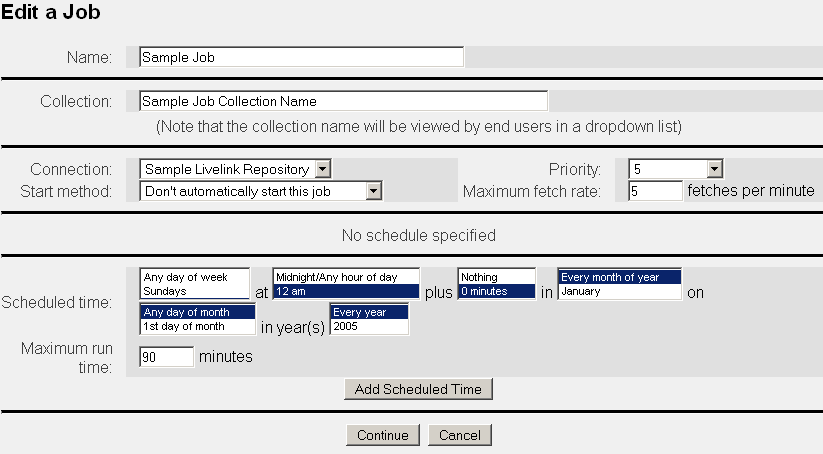 Edit a Job
Name: Sample Job
Collection: Sample Job Collection Name
(Note that the collection name will be viewed by end users in a dropdown list)
Connection: Sample Livelink Repository Priority: 5
Start method: Don't automatically start this job Maximum fetch rate: 5 fetches per minute
No schedule specified
Any day of week Midnight/Any hour of day Nothing Every month of year
Scheduled time: Sundays at 12 am plus 0 minutes in January on
Any day of month Every year
1st day of month in year(s) 2005
Maximum run
time: 90 minutes
Add Scheduled Time
Continue Cancel